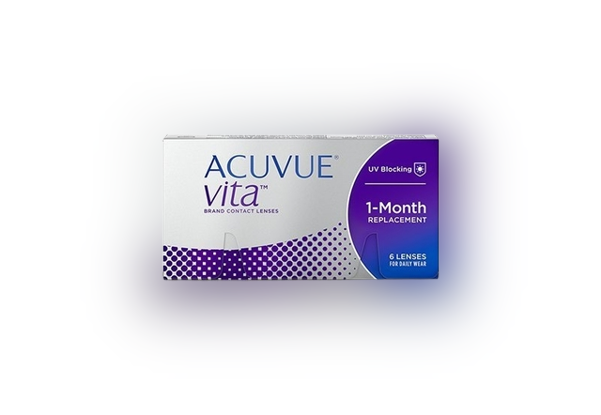 ACUVUE®
vita™
BRAND CONTACT LENSES
UV Blocking
1-Month
REPLACEMENT
6 LENSES
FOR DAILY WEAR